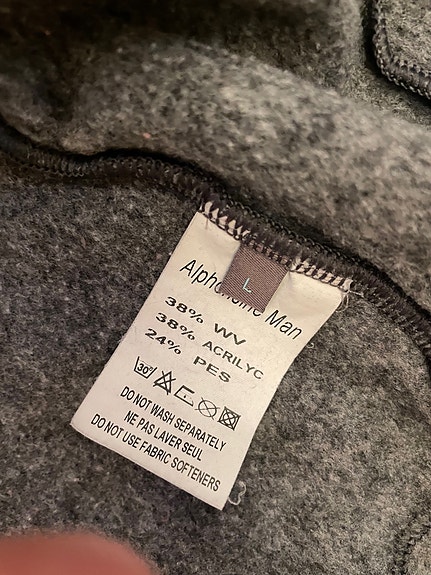 L
Man
38% WV
38% ACRILYC
24% PES
30°
DO NOT WASH SEPARATELY
NE PAS LAVER SEUL
DO NOT USE FABRIC SOFTENERS